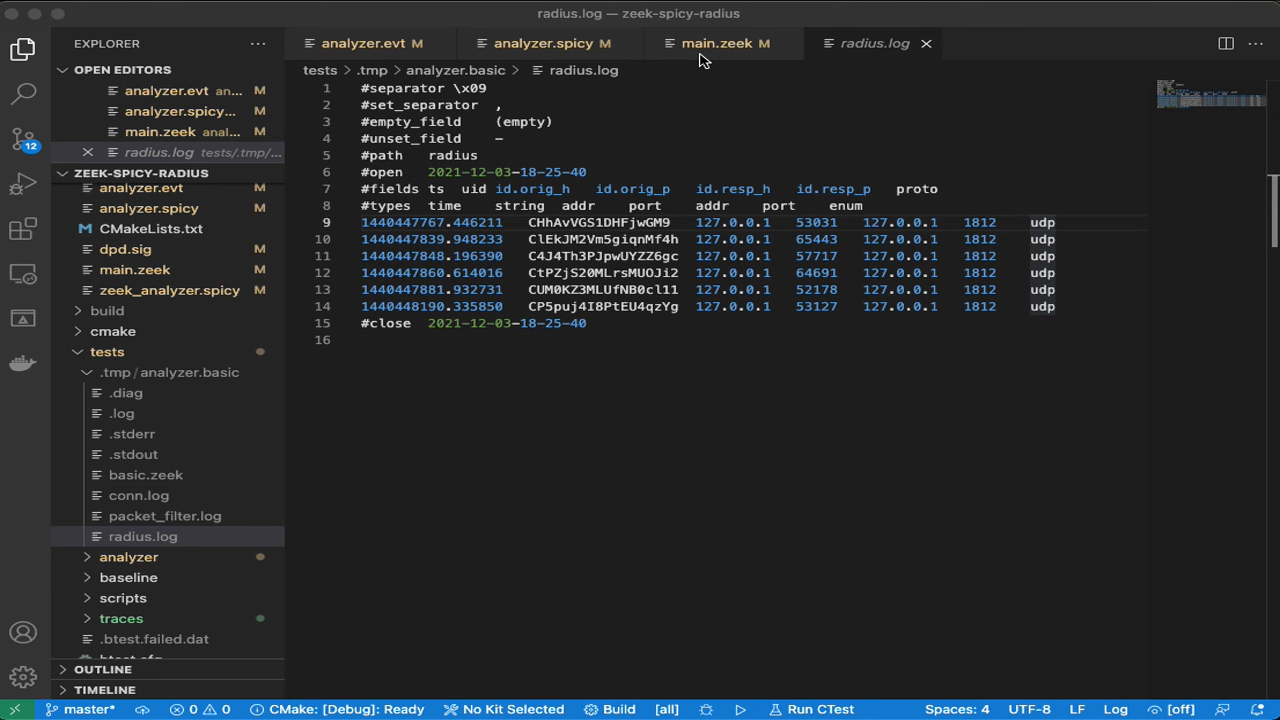 radius.log — zeek-spicy-radius
EXPLORER
OPEN EDITORS
analyzer.evt an... M
analyzer.spicy... M
main.zeek anal... M
radius.log tests/.tmp/...
ZEEK-SPICY-RADIUS
analyzer.evt M
analyzer.spicy M
CMakeLists.txt
dpd.sig M
main.zeek M
zeek_analyzer.spicy M
build
cmake
tests
.tmp/analyzer.basic
.diag
.log
.stderr
.stdout
basic.zeek
conn.log
packet_filter.log
radius.log
analyzer
baseline
scripts
traces
.btest.failed.dat
OUTLINE
TIMELINE
12
analyzer.evt M
analyzer.spicy M
main.zeek M
radius.log
tests > .tmp > analyzer.basic > radius.log
1 #separator \x09
2 #set_separator ,
3 #empty_field (empty)
4 #unset_field -
5 #path radius
6 #open 2021-12-03-18-25-40
7 #fields ts uid id.orig_h id.orig_p id.resp_h id.resp_p proto
8 #types time string addr port addr port enum
9 1440447767.446211 CHhAvVGS1DHFjwGM9 127.0.0.1 53031 127.0.0.1 1812 udp
10 1440447839.948233 ClEkJM2Vm5giqnMf4h 127.0.0.1 65443 127.0.0.1 1812 udp
11 1440447848.196390 C4J4Th3PJpwUYZZ6gc 127.0.0.1 57717 127.0.0.1 1812 udp
12 1440447860.614016 CtPZjS20MLrsMUOJi2 127.0.0.1 64691 127.0.0.1 1812 udp
13 1440447881.932731 CUM0KZ3MLUfNB0cl11 127.0.0.1 52178 127.0.0.1 1812 udp
14 1440448190.335850 CP5puj4I8PtEU4qzYg 127.0.0.1 53127 127.0.0.1 1812 udp
15 #close 2021-12-03-18-25-40
16
master* 0 0 CMake: [Debug]: Ready No Kit Selected Build [all] Run CTest Spaces: 4 UTF-8 LF Log [off]